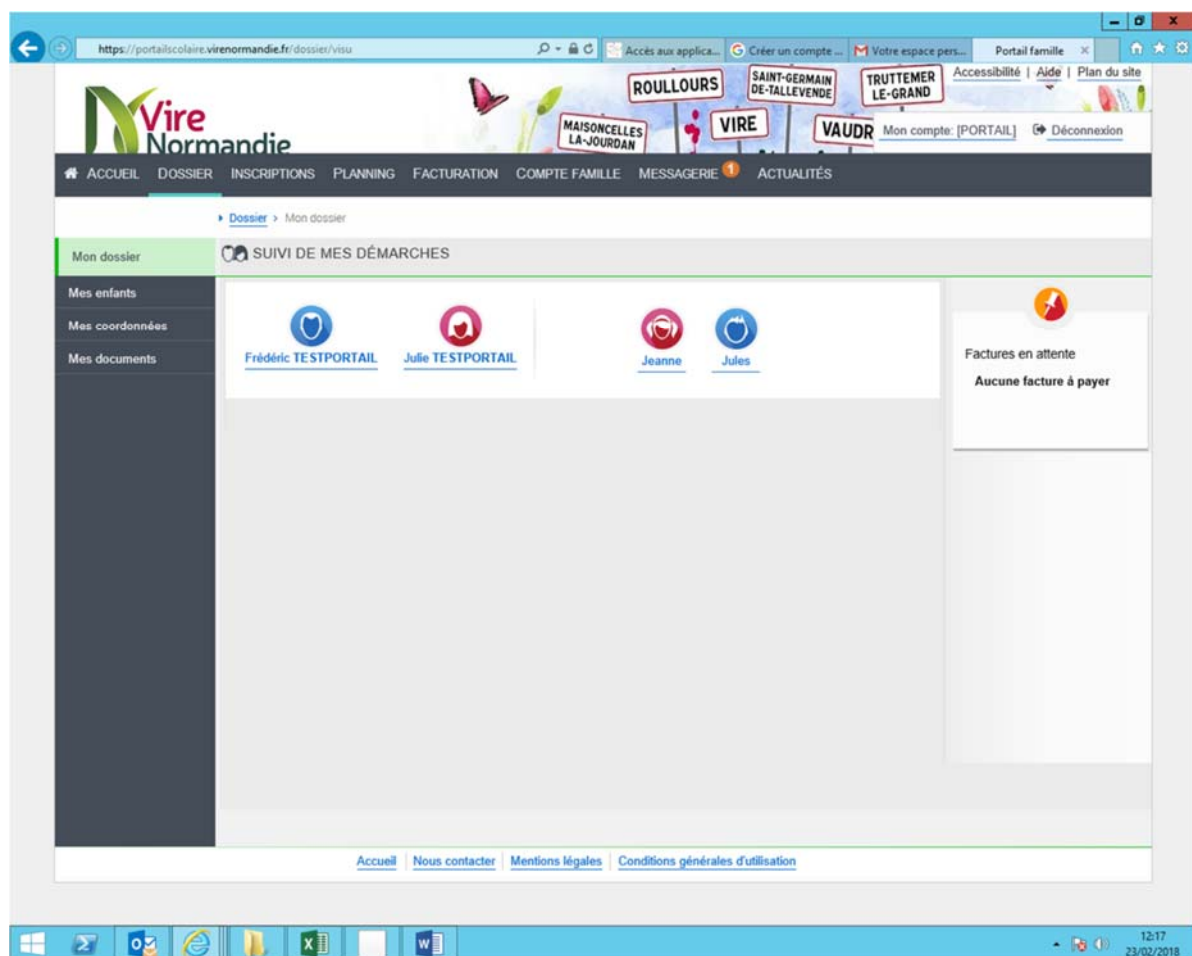 https://portailscolaire.virenormandie.fr/dossier/visu
Accès aux applica...
Créer un compte ...
Votre espace pers...
Portail famille
Accessibilité | Aide | Plan du site
Vire
Normandie
ROULLOURS
SAINT-GERMAIN
DE-TALLEVENDE
TRUTTEMER
LE-GRAND
MAISONCELLES
LA-JOURDAN
VIRE
VAUDR
Mon compte: [PORTAIL]
Déconnexion
ACCUEIL DOSSIER INSCRIPTIONS PLANNING FACTURATION COMPTE FAMILLE MESSAGERIE 1 ACTUALITÉS
Dossier > Mon dossier
Mon dossier
SUIVI DE MES DÉMARCHES
Mes enfants
Mes coordonnées
Mes documents
Frédéric TESTPORTAIL
Julie TESTPORTAIL
Jeanne
Jules
Factures en attente
Aucune facture à payer
Accueil | Nous contacter | Mentions légales | Conditions générales d'utilisation
12:17
23/02/2018